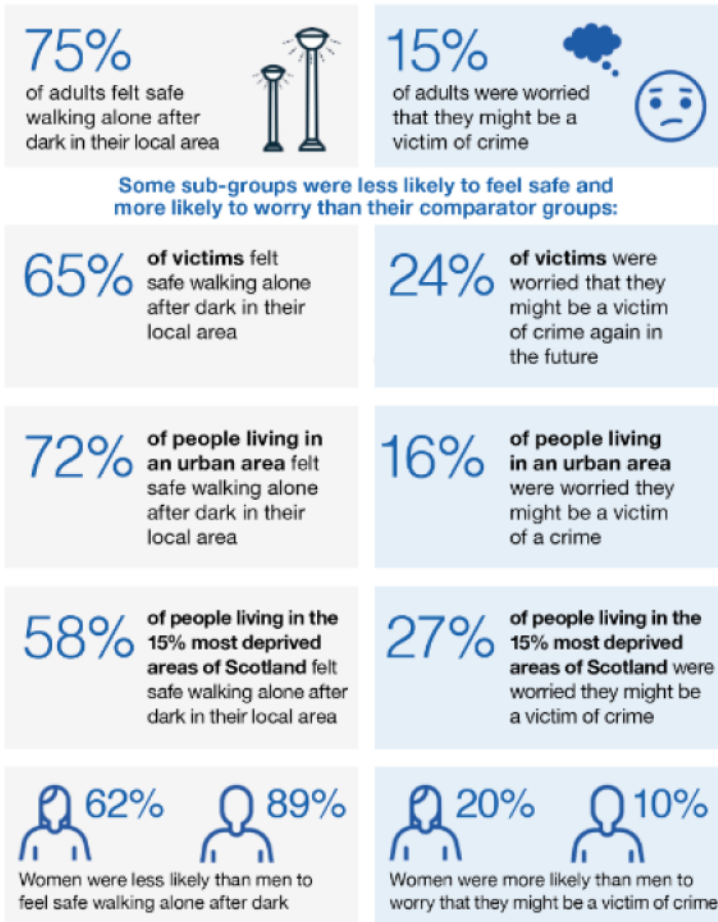 75%
of adults felt safe
walking alone after
dark in their local area
15%
of adults were worried
that they might be a
victim of crime
Some sub-groups were less likely to feel safe and
more likely to worry than their comparator groups:
65%
of victims felt
safe walking alone
after dark in their
local area
24%
of victims were
worried that they
might be a victim
of crime again in
the future
72%
of people living in
an urban area felt
safe walking alone
after dark in their
local area
16%
of people living
in an urban area
were worried they
might be a victim
of a crime
58%
of people living in the
15% most deprived
areas of Scotland felt
safe walking alone after
dark in their local area
27%
of people living in the
15% most deprived
areas of Scotland were
worried they might be
a victim of crime
62% 89%
Women were less likely than men to
feel safe walking alone after dark
20% 10%
Women were more likely than men to
worry that they might be a victim of crime